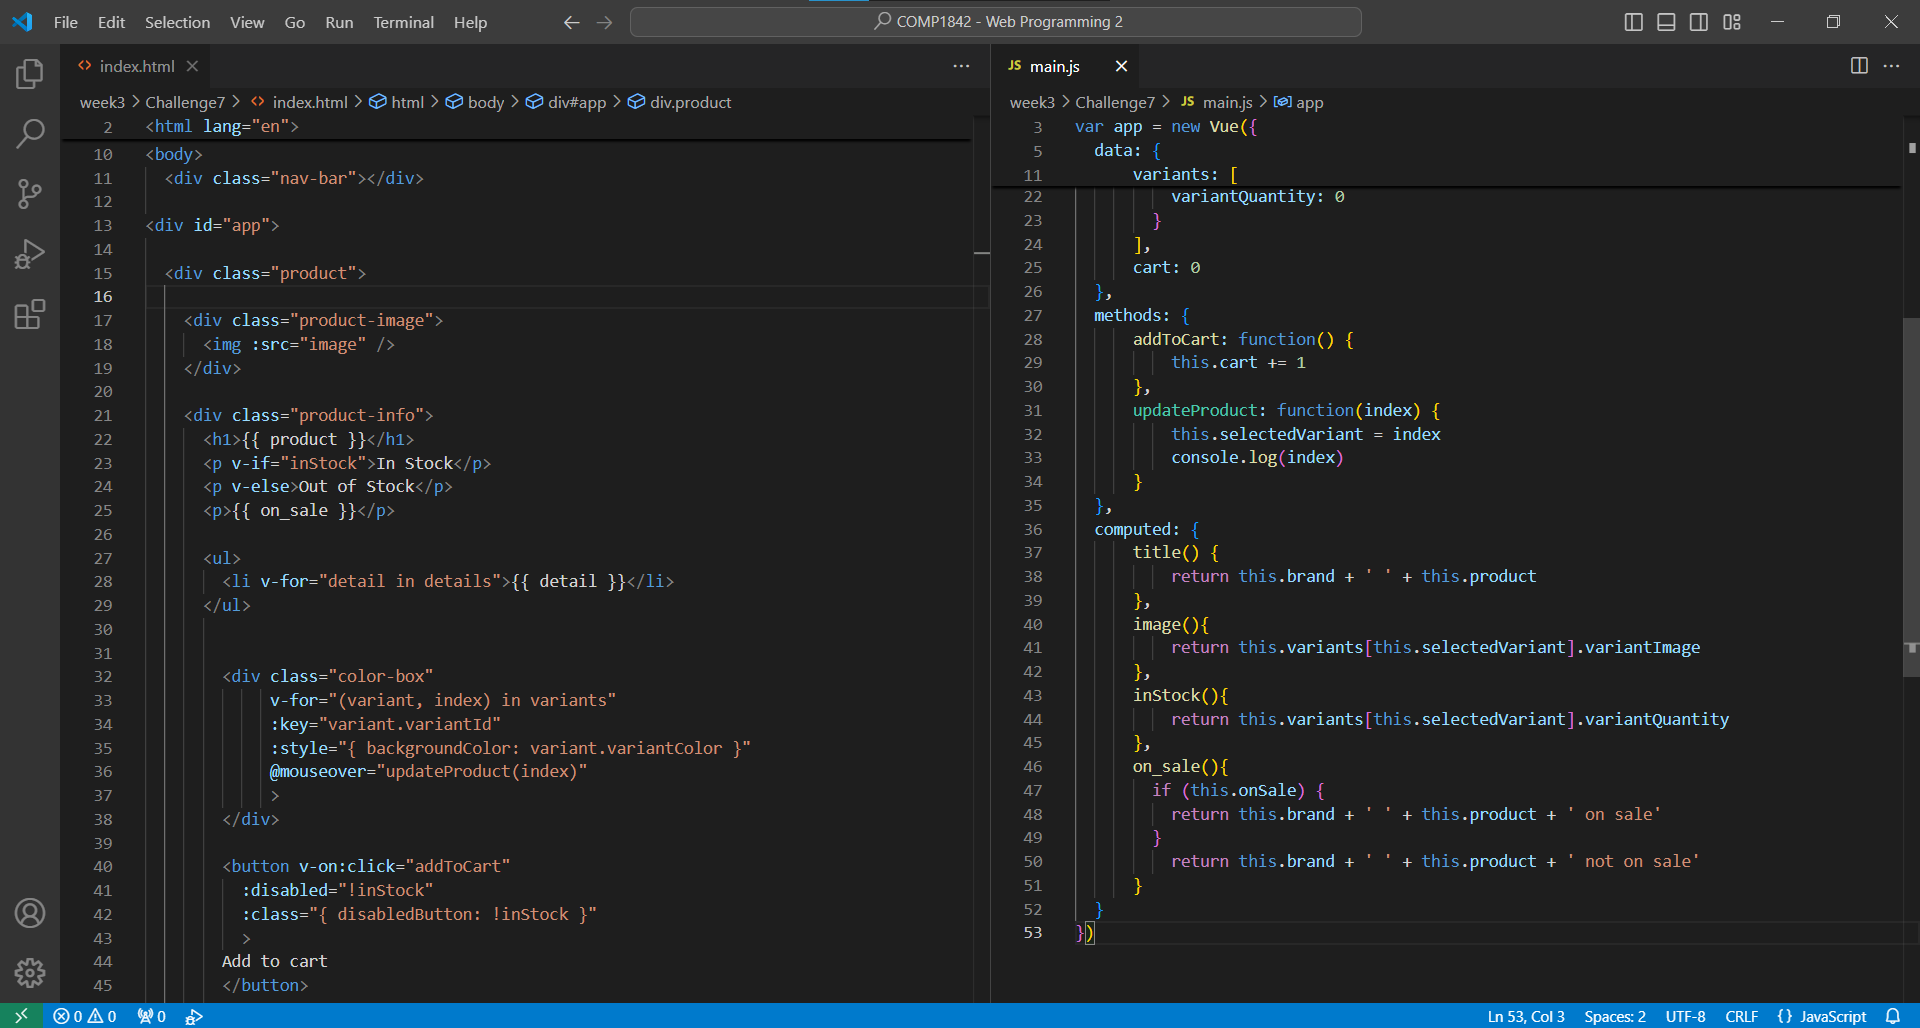 File Edit Selection View Go Run Terminal Help
COMP1842 - Web Programming 2
index.html
week3 > Challenge7 > index.html > html > body > div#app > div.product
2 <html lang="en">
10 <body>
11 <div class="nav-bar"></div>
12
13 <div id="app">
14
15 <div class="product">
16
17 <div class="product-image">
18 <img :src="image" />
19 </div>
20
21 <div class="product-info">
22 <h1>{{ product }}</h1>
23 <p v-if="inStock">In Stock</p>
24 <p v-else>Out of Stock</p>
25 <p>{{ on_sale }}</p>
26
27 <ul>
28 <li v-for="detail in details">{{ detail }}</li>
29 </ul>
30
31
32 <div class="color-box"
33 v-for="(variant, index) in variants"
34 :key="variant.variantId"
35 :style="{ backgroundColor: variant.variantColor }"
36 @mouseover="updateProduct(index)"
37 >
38 </div>
39
40 <button v-on:click="addToCart"
41 :disabled="!inStock"
42 :class="{ disabledButton: !inStock }"
43 >
44 Add to cart
45 </button>
JS main.js
week3 > Challenge7 > JS main.js > app
3 var app = new Vue({
5 data: {
11 variants: [
22 variantQuantity: 0
23 }
24 ],
25 cart: 0
26 },
27 methods: {
28 addToCart: function() {
29 this.cart += 1
30 },
31 updateProduct: function(index) {
32 this.selectedVariant = index
33 console.log(index)
34 }
35 },
36 computed: {
37 title() {
38 return this.brand + ' ' + this.product
39 },
40 image(){
41 return this.variants[this.selectedVariant].variantImage
42 },
43 inStock(){
44 return this.variants[this.selectedVariant].variantQuantity
45 },
46 on_sale(){
47 if (this.onSale) {
48 return this.brand + ' ' + this.product + ' on sale'
49 }
50 return this.brand + ' ' + this.product + ' not on sale'
51 }
52 }
53 })
0 0 0
Ln 53, Col 3 Spaces: 2 UTF-8 CRLF {} JavaScript